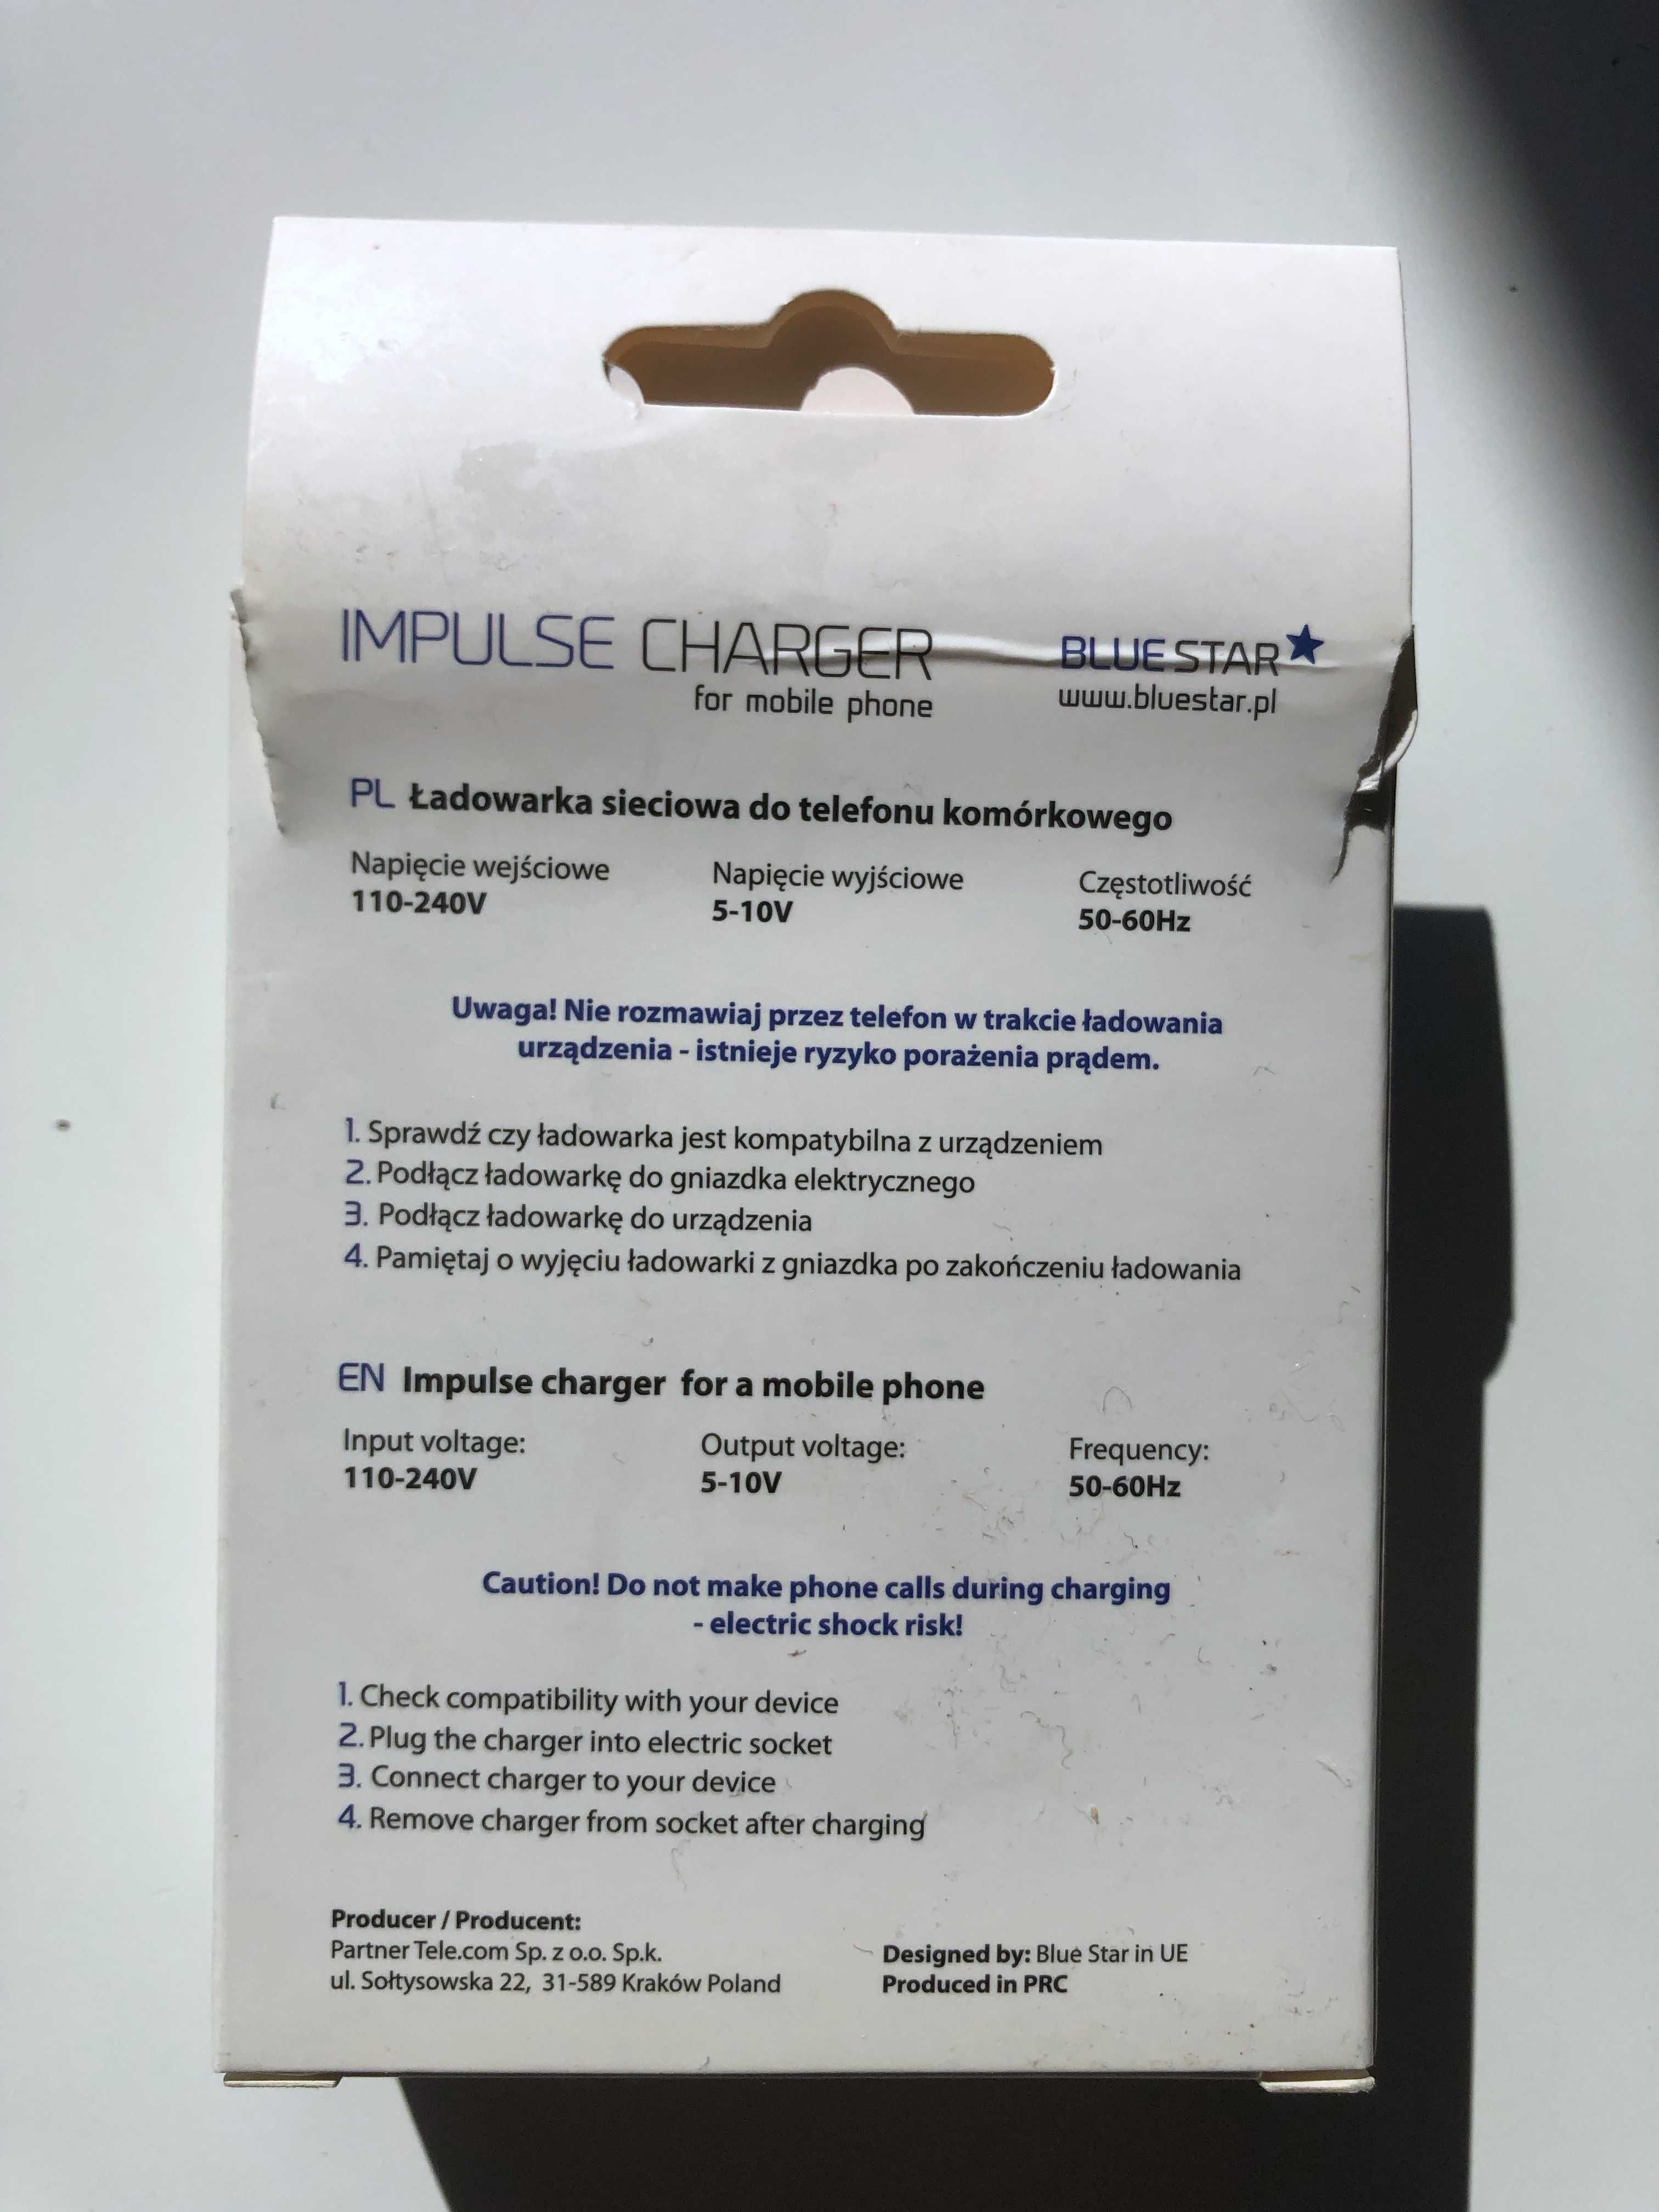 IMPULSE CHARGER
for mobile phone
BLUESTAR
www.bluestar.pl
PL Ładowarka sieciowa do telefonu komórkowego
Napięcie wejściowe
110-240V
Napięcie wyjściowe
5-10V
Częstotliwość
50-60Hz
Uwaga! Nie rozmawiaj przez telefon w trakcie ładowania
urządzenia - istnieje ryzyko porażenia prądem.
1. Sprawdź czy ładowarka jest kompatybilna z urządzeniem
2. Podłącz ładowarkę do gniazdka elektrycznego
3. Podłącz ładowarkę do urządzenia
4. Pamiętaj o wyjęciu ładowarki z gniazdka po zakończeniu ładowania
EN Impulse charger for a mobile phone
Input voltage:
110-240V
Output voltage:
5-10V
Frequency:
50-60Hz
Caution! Do not make phone calls during charging
- electric shock risk!
1. Check compatibility with your device
2. Plug the charger into electric socket
3. Connect charger to your device
4. Remove charger from socket after charging
Producer / Producent:
Partner Tele.com Sp. z o.o. Sp.k.
ul. Sołtysowska 22, 31-589 Kraków Poland
Designed by: Blue Star in UE
Produced in PRC